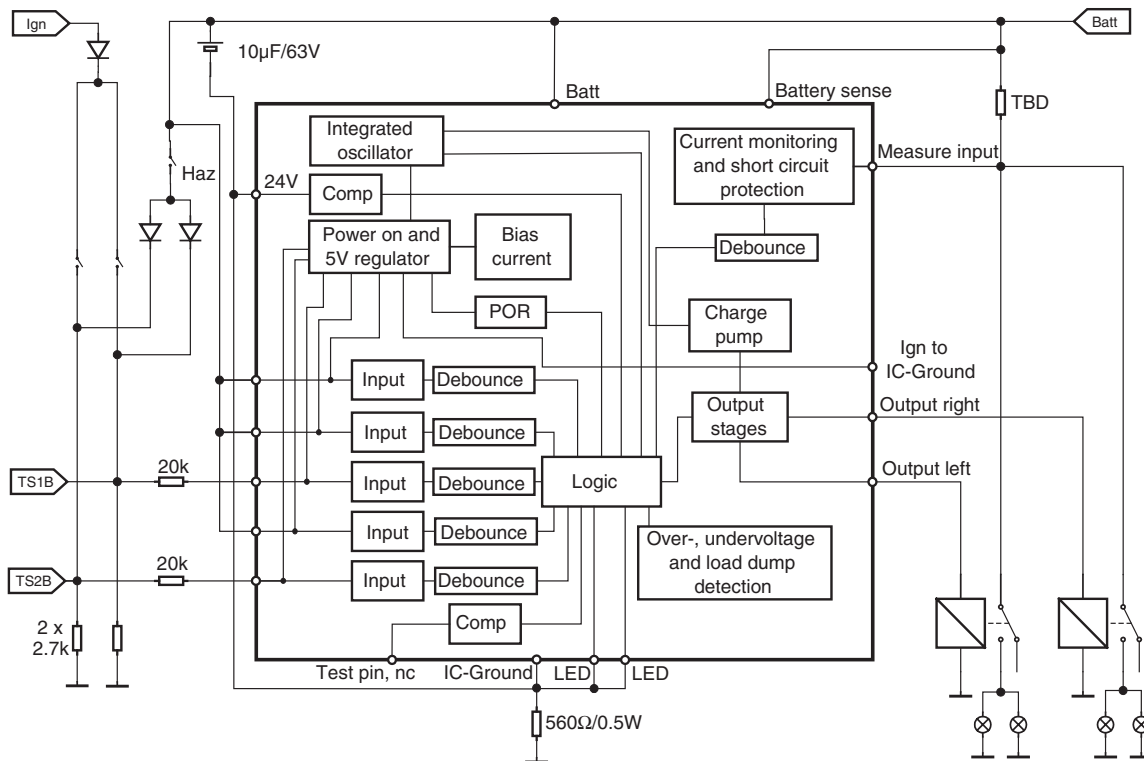 Ign
Batt
10µF/63V
Batt
Battery sense
TBD
Integrated
oscillator
Current monitoring
and short circuit
protection
Measure input
Haz
24V
Comp
Power on and
5V regulator
Bias
current
Debounce
POR
Charge
pump
Ign to
IC-Ground
Input
Debounce
Output
stages
Output right
Input
Debounce
TS1B
20k
Input
Debounce
Logic
Output left
Input
Debounce
Over-, undervoltage
and load dump
detection
TS2B
20k
Input
Debounce
2 x
2.7k
Comp
Test pin, nc
IC-Ground
LED
LED
560Ω/0.5W